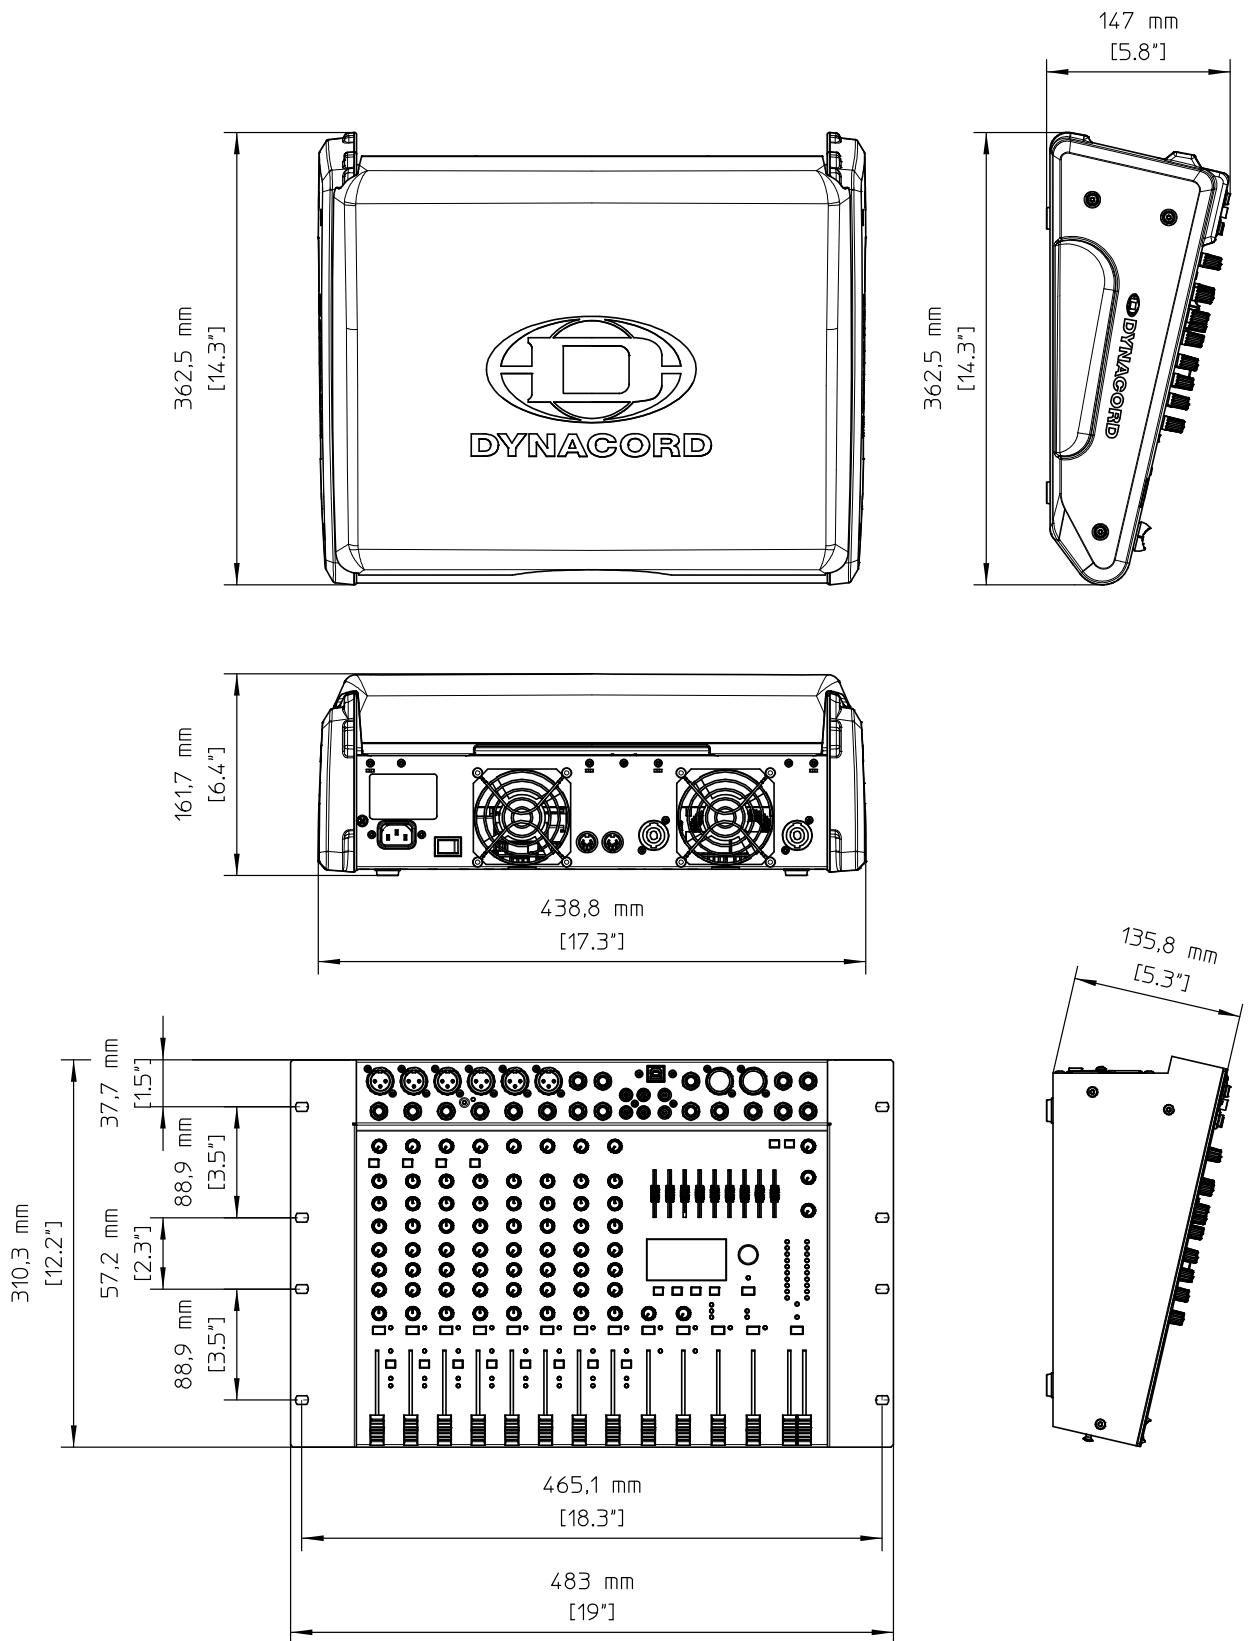 147 mm
[5.8"]
362,5 mm
[14.3"]
DYNACORD
362,5 mm
[14.3"]
DYNACORD
161,7 mm
[6.4"]
438,8 mm
[17.3"]
135,8 mm
[5.3"]
37,7 mm
[1.5"]
88,9 mm
[3.5"]
310,3 mm
[12.2"]
57,2 mm
[2.3"]
88,9 mm
[3.5"]
465,1 mm
[18.3"]
483 mm
[19"]